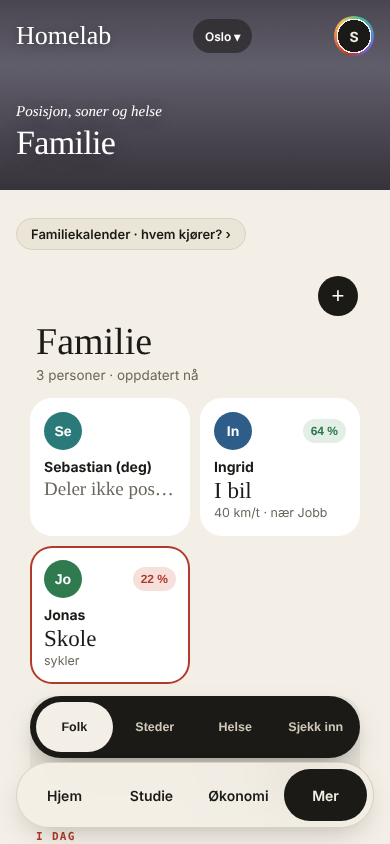 Homelab
Oslo ▾
S
Posisjon, soner og helse
Familie
Familiekalender · hvem kjører? ›
+
Familie
3 personer · oppdatert nå
Se
Sebastian (deg)
Deler ikke pos…
In
64 %
Ingrid
I bil
40 km/t · nær Jobb
Jo
22 %
Jonas
Skole
sykler
Folk Steder Helse Sjekk inn
Hjem Studie Økonomi Mer
I DAG